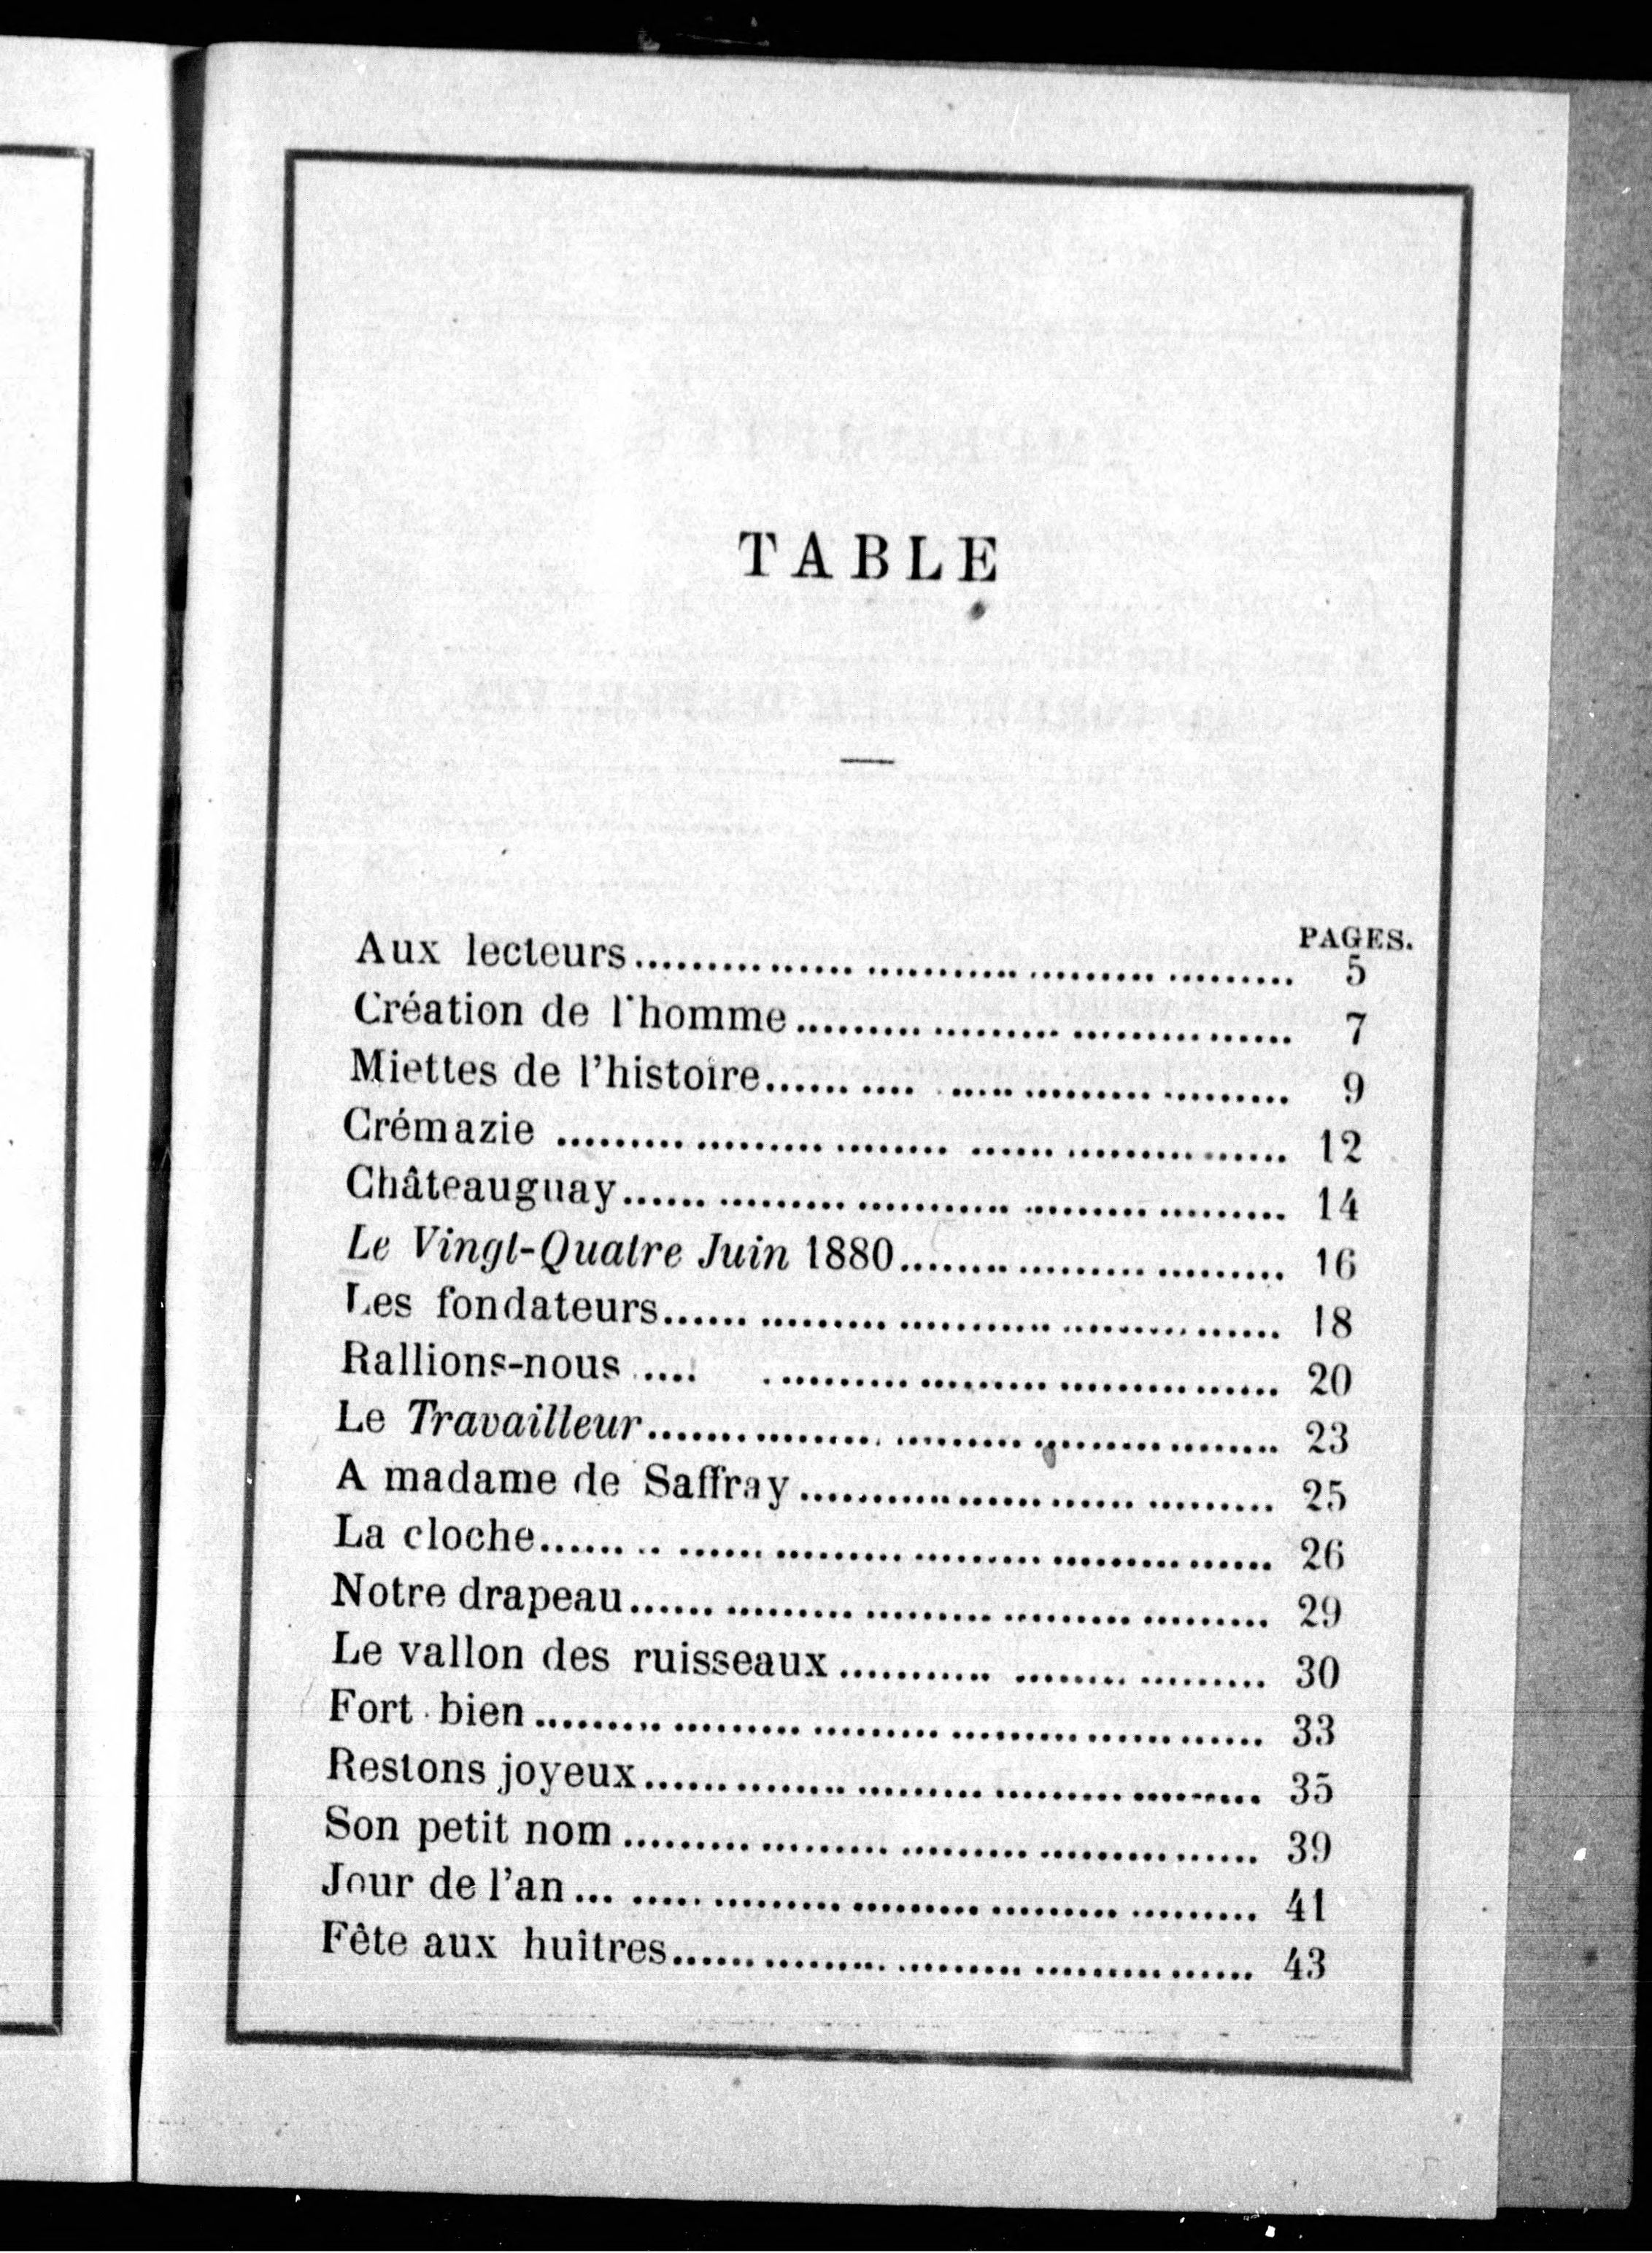 TABLE
PAGES.
Aux lecteurs.................................................. 5
Création de l'homme.................................. 7
Miettes de l'histoire.................................. 9
Crémazie .................................................. 12
Châteauguay.............................................. 14
Le Vingt-Quatre Juin 1880.......................... 16
Les fondateurs.......................................... 18
Rallions-nous .... .................................... 20
Le Travailleur............................................ 23
A madame de Saffray.................................. 25
La cloche.................................................. 26
Notre drapeau............................................ 29
Le vallon des ruisseaux............................ 30
Fort bien.................................................. 33
Restons joyeux.......................................... 35
Son petit nom............................................ 39
Jour de l'an.............................................. 41
Fête aux huîtres........................................ 43